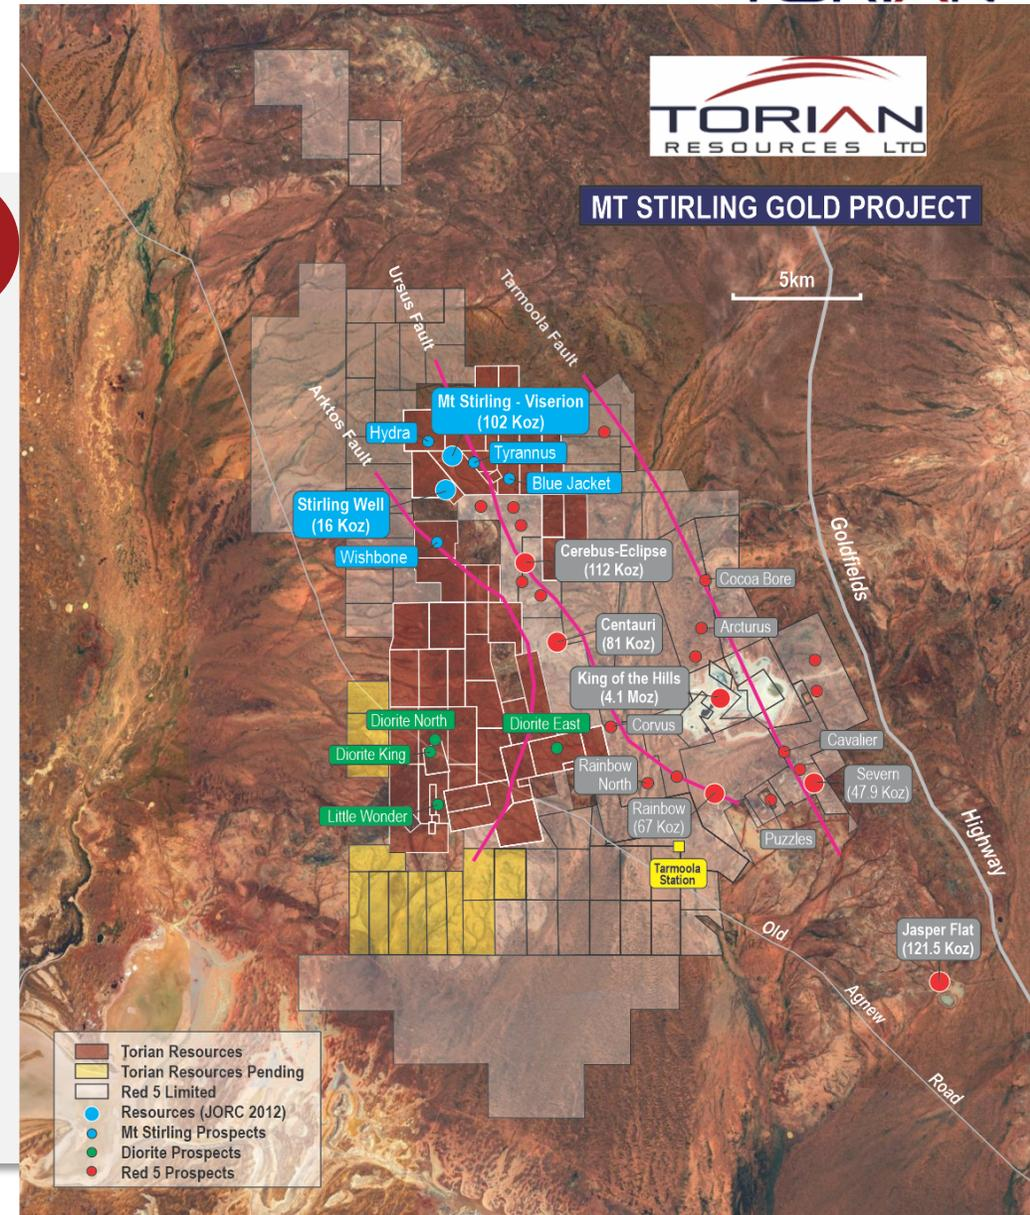 TORIAN
RESOURCES LTD
MT STIRLING GOLD PROJECT
5km
Ursus Fault
Tarmoola Fault
Arktos Fault
Mt Stirling - Viserion
(102 Koz)
Hydra
Tyrannus
Blue Jacket
Stirling Well
(16 Koz)
Wishbone
Goldfields
Cerebus-Eclipse
(112 Koz)
Cocoa Bore
Centauri
(81 Koz)
Arcturus
King of the Hills
(4.1 Moz)
Diorite North
Diorite East
Corvus
Diorite King
Cavalier
Rainbow
North
Severn
(47 9 Koz)
Little Wonder
Rainbow
(67 Koz)
Puzzles
Highway
Tarmoola
Station
Old
Jasper Flat
(121.5 Koz)
Agnew
Road
Torian Resources
Torian Resources Pending
Red 5 Limited
Resources (JORC 2012)
Mt Stirling Prospects
Diorite Prospects
Red 5 Prospects